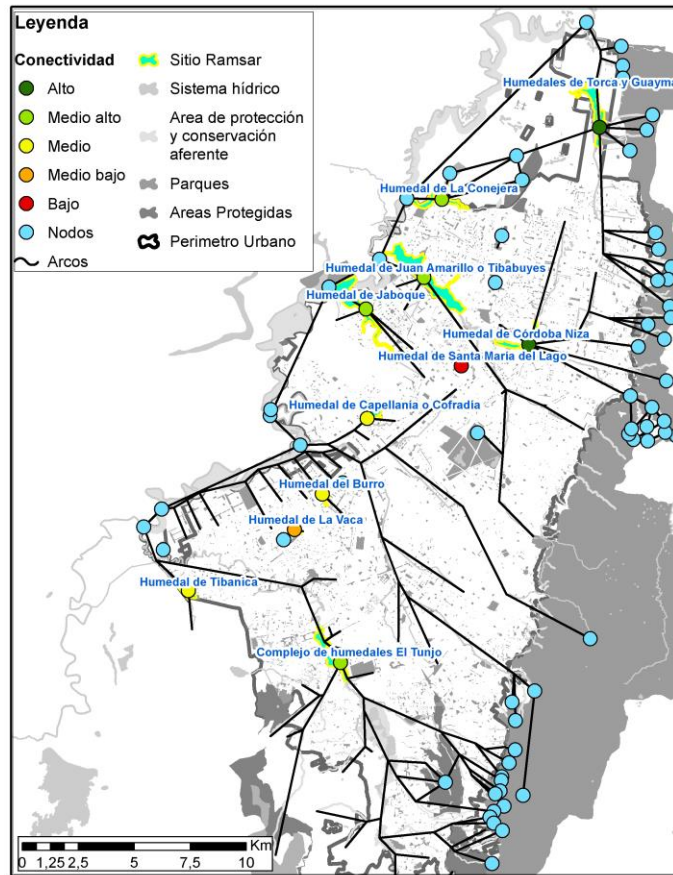 Leyenda
Conectividad
Alto
Medio alto
Medio
Medio bajo
Bajo
Nodos
Arcos
Sitio Ramsar
Sistema hídrico
Area de protección
y conservación
aferente
Parques
Areas Protegidas
Perimetro Urbano
Humedales de Torca y Guayma
Humedal de La Conejera
Humedal de Juan Amarillo o Tibabuyes
Humedal de Jaboque
Humedal de Córdoba Niza
Humedal de Santa Maria del Lago
Humedal de Capellanía o Cofradia
Humedal del Burro
Humedal de La Vaca
Humedal de Tibanica
Complejo de humedales El Tunjo
Km
0 1,25 2,5 5 7,5 10